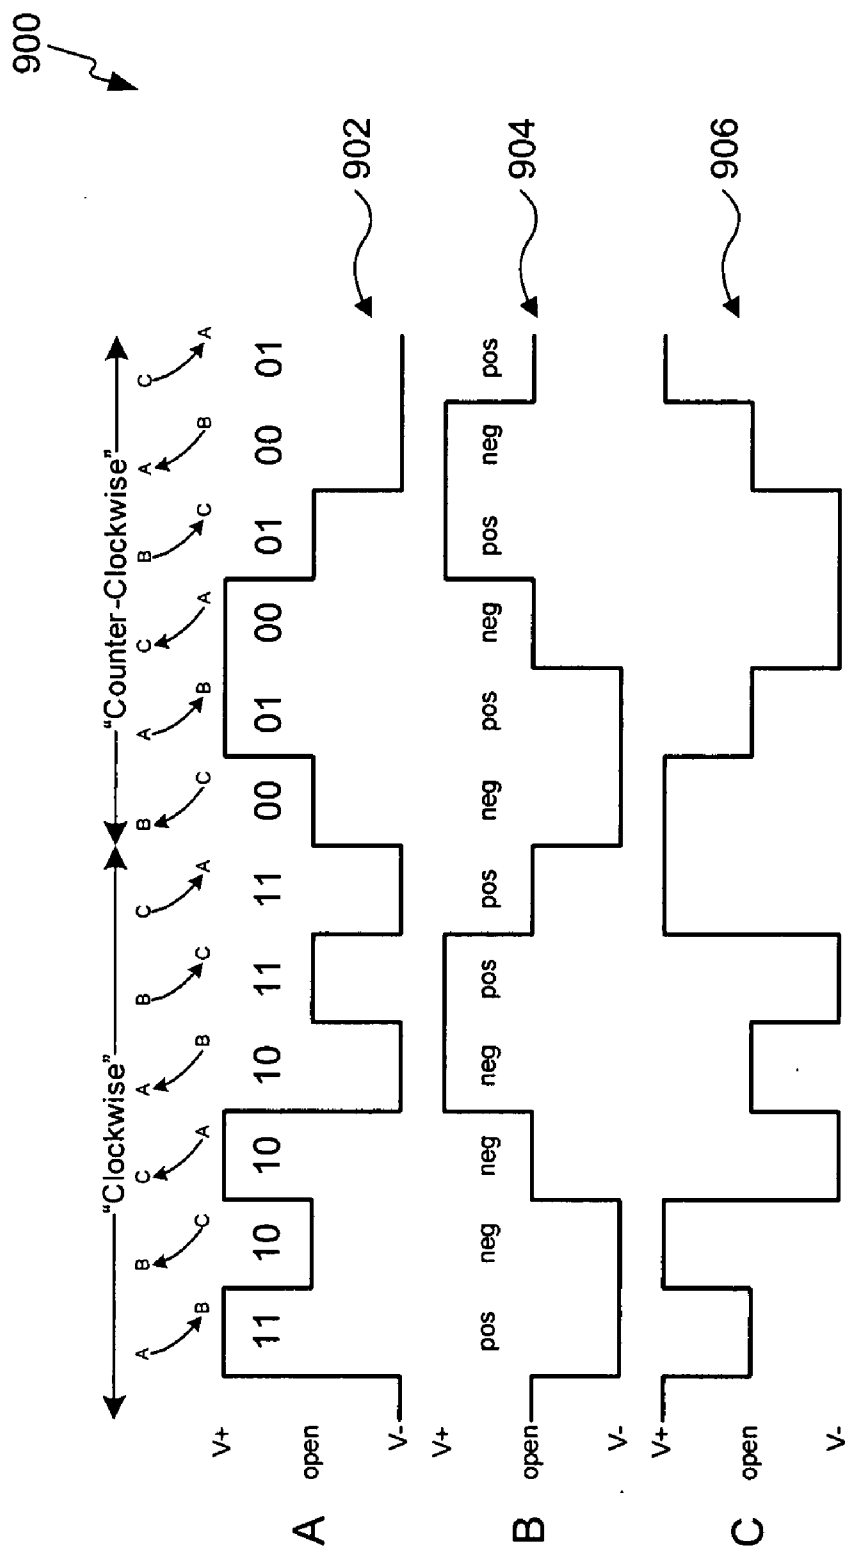 900
“Clockwise” “Counter-Clockwise”
A B C A B C B A C B A C
B C A B C A C B A C B A
V+
11 10 10 10 11 11 00 01 00 01 00 01
A open
V-
902
V+
pos neg neg neg pos pos neg pos neg pos neg pos
B open
V-
904
V+
C open
V-
906